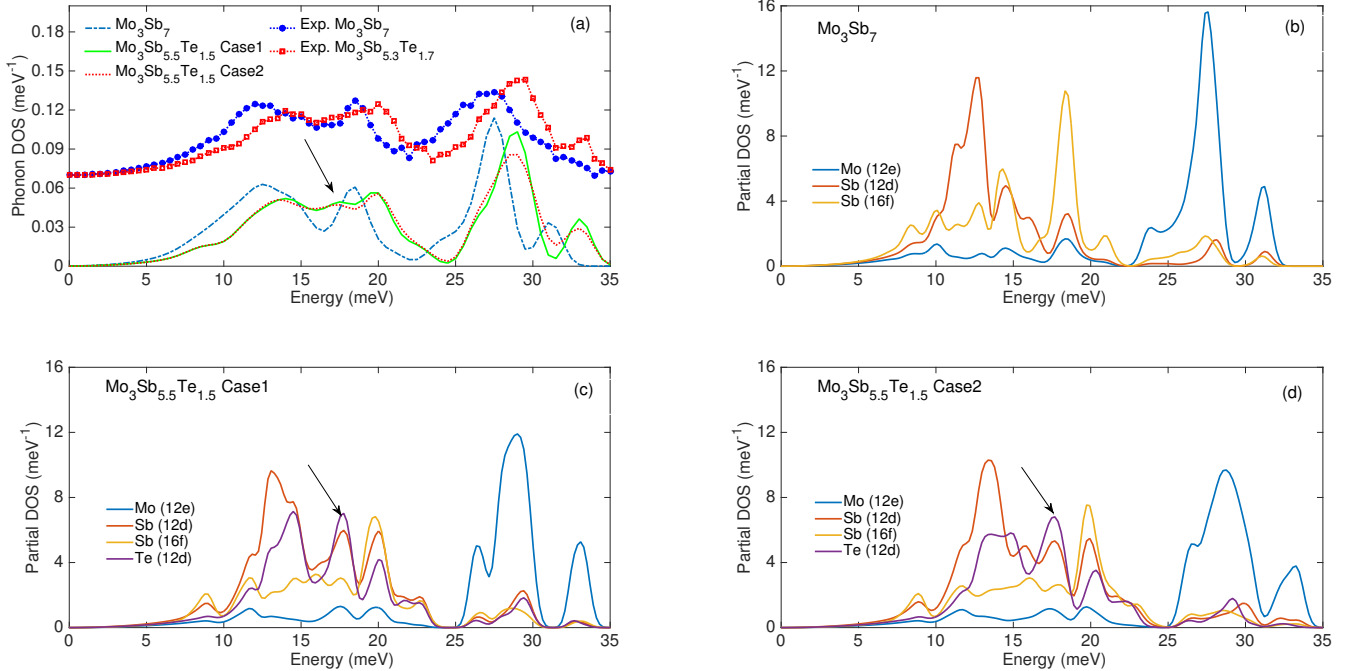 (a)
Mo3Sb7
Mo3Sb5.5Te1.5 Case1
Mo3Sb5.5Te1.5 Case2
Exp. Mo3Sb7
Exp. Mo3Sb5.3Te1.7
Phonon DOS (meV-1)
0.18
0.15
0.12
0.09
0.06
0.03
0
0 5 10 15 20 25 30 35
Energy (meV)
(b)
Mo3Sb7
Mo (12e)
Sb (12d)
Sb (16f)
Partial DOS (meV-1)
16
12
8
4
0
0 5 10 15 20 25 30 35
Energy (meV)
Mo3Sb5.5Te1.5 Case1
(c)
Mo (12e)
Sb (12d)
Sb (16f)
Te (12d)
Partial DOS (meV-1)
16
12
8
4
0
0 5 10 15 20 25 30 35
Energy (meV)
Mo3Sb5.5Te1.5 Case2
(d)
Mo (12e)
Sb (12d)
Sb (16f)
Te (12d)
Partial DOS (meV-1)
16
12
8
4
0
0 5 10 15 20 25 30 35
Energy (meV)